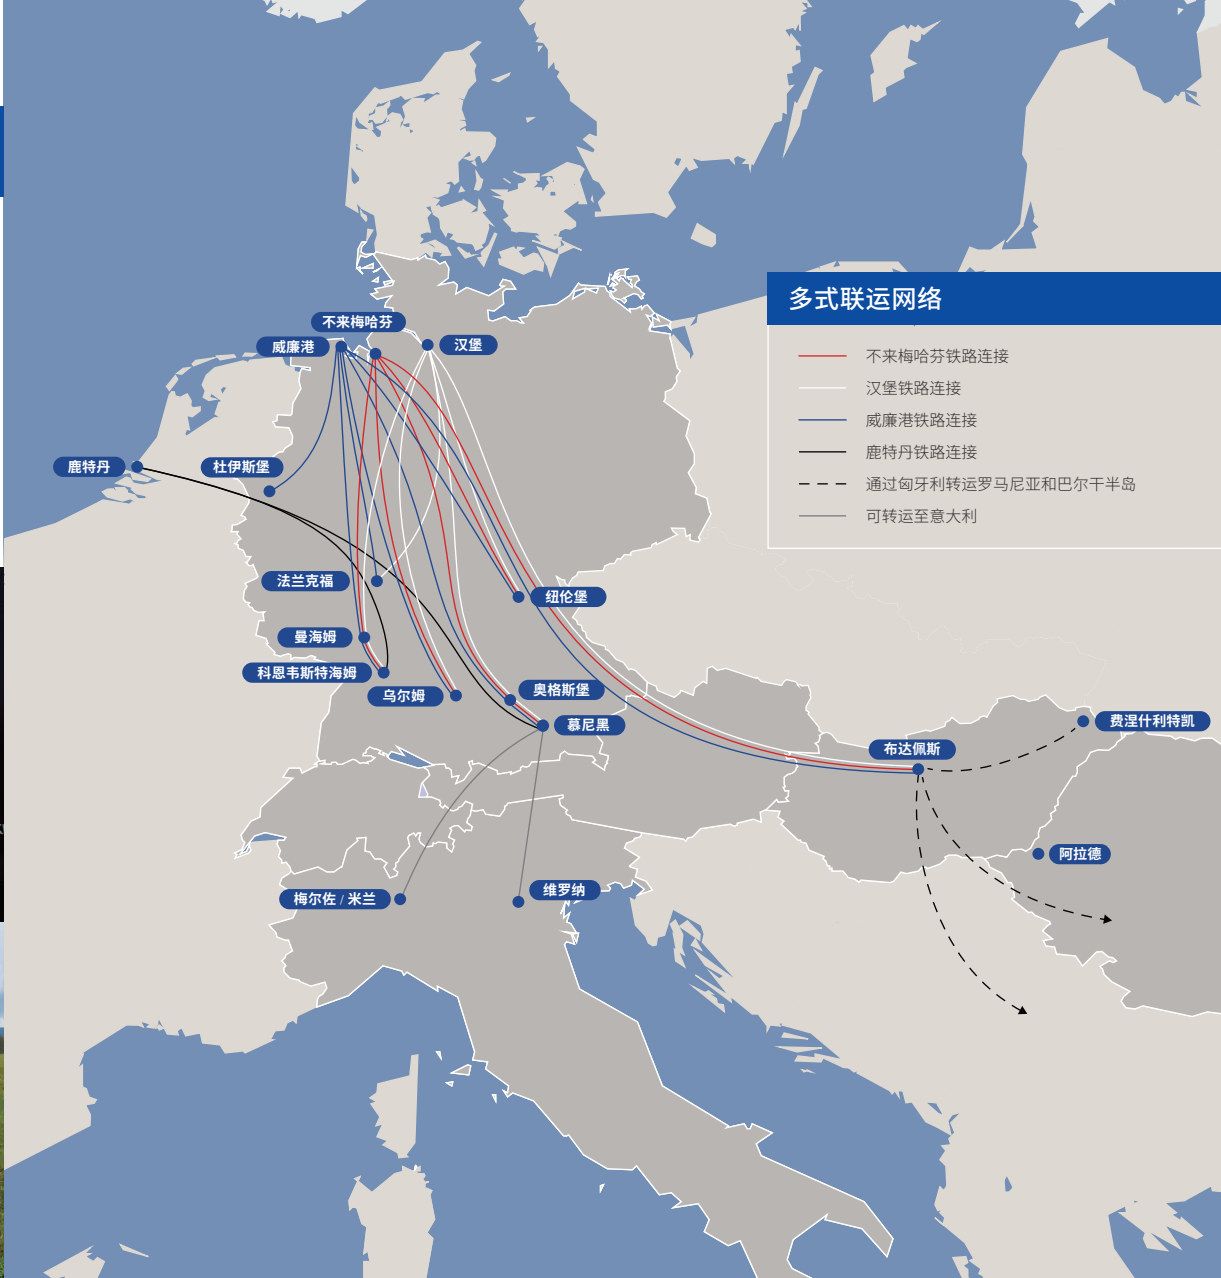 多式联运网络
不来梅哈芬铁路连接
汉堡铁路连接
威廉港铁路连接
鹿特丹铁路连接
通过匈牙利转运罗马尼亚和巴尔干半岛
可转运至意大利
不来梅哈芬
威廉港
汉堡
鹿特丹
杜伊斯堡
法兰克福
纽伦堡
曼海姆
科恩韦斯特海姆
乌尔姆
奥格斯堡
慕尼黑
费涅什利特凯
布达佩斯
阿拉德
梅尔佐 / 米兰
维罗纳